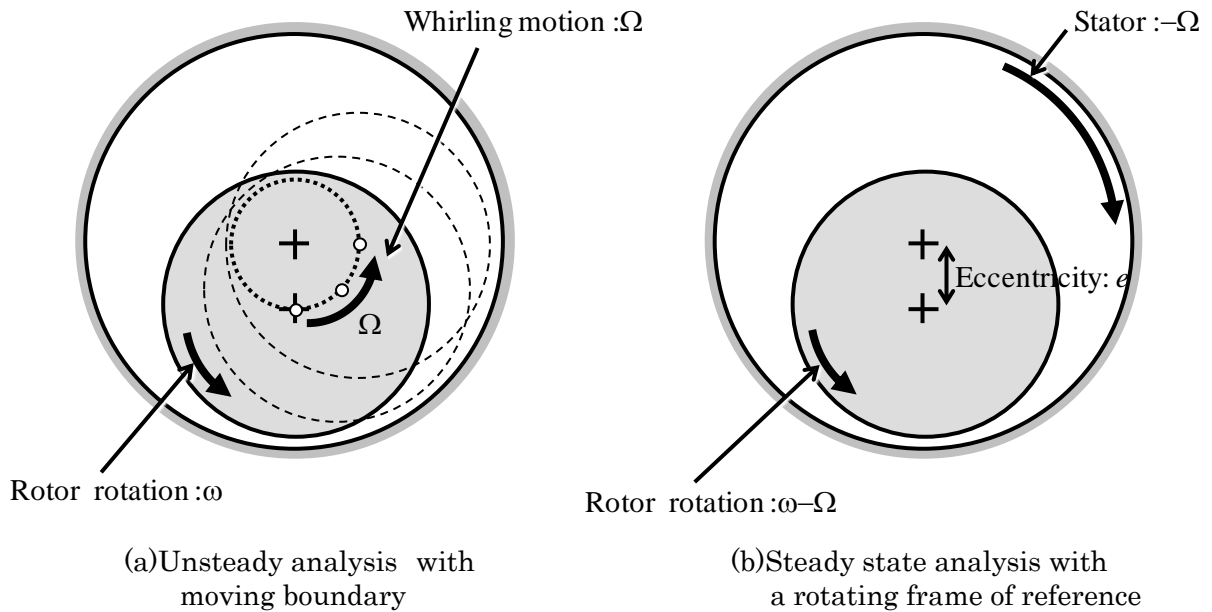 Whirling motion :Ω
Stator :–Ω
Eccentricity: e
Ω
Rotor rotation :ω
Rotor rotation :ω–Ω
(a)Unsteady analysis with
moving boundary
(b)Steady state analysis with
a rotating frame of reference